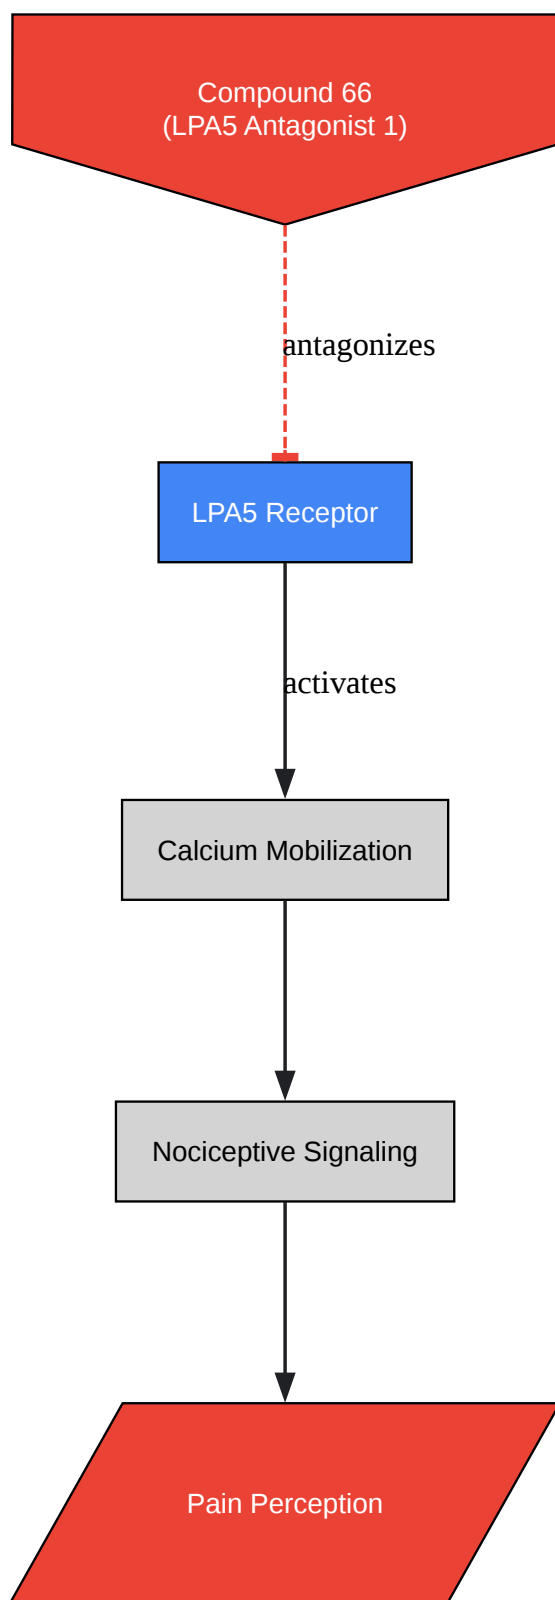 Compound 66
(LPA5 Antagonist 1)
antagonizes
LPA5 Receptor
activates
Calcium Mobilization
Nociceptive Signaling
Pain Perception